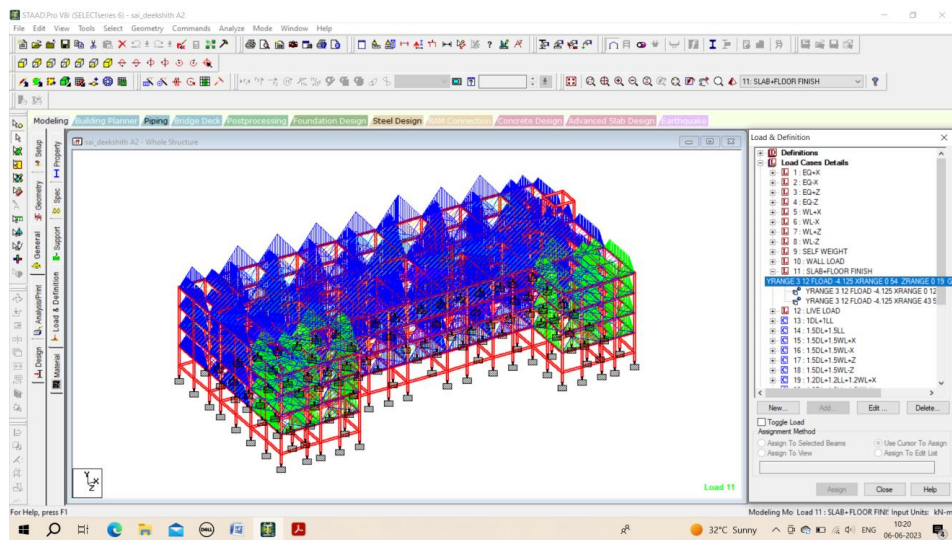 STAAD.Pro V8i (SELECTseries 6) - sai_deekshith A2
File Edit View Tools Select Geometry Commands Analyze Mode Window Help
11: SLAB+FLOOR FINISH
Modeling Building Planner Piping Bridge Deck Postprocessing Foundation Design Steel Design RAM Connection Concrete Design Advanced Slab Design Earthquake
sai_deekshith A2 - Whole Structure
Setup
Geometry
General
Analysis/Print
Design
Property
Spec
Support
Load & Definition
Material
Y
X
Z
Load 11
Load & Definition
Definitions
Load Cases Details
1 : EQ+X
2 : EQ-X
3 : EQ+Z
4 : EQ-Z
5 : WL+X
6 : WL-X
7 : WL+Z
8 : WL-Z
9 : SELF WEIGHT
10 : WALL LOAD
11 : SLAB+FLOOR FINISH
YRANGE 3 12 FLOAD -4.125 XRANGE 0 54 ZRANGE 0 19 G
YRANGE 3 12 FLOAD -4.125 XRANGE 0 12
YRANGE 3 12 FLOAD -4.125 XRANGE 43 5
12 : LIVE LOAD
13 : 1DL+1LL
14 : 1.5DL+1.5LL
15 : 1.5DL+1.5WL+X
16 : 1.5DL+1.5WL-X
17 : 1.5DL+1.5WL+Z
18 : 1.5DL+1.5WL-Z
19 : 1.2DL+1.2LL+1.2WL+X
New... Add... Edit ... Delete...
Toggle Load
Assignment Method
Assign To Selected Beams Use Cursor To Assign
Assign To View Assign To Edit List
Assign Close Help
For Help, press F1
Modeling Mo Load 11 : SLAB+FLOOR FINI Input Units: kN-m
32°C Sunny ENG 10:20
06-06-2023